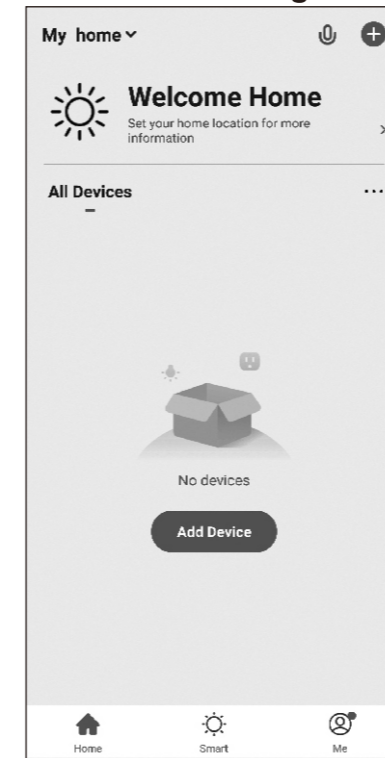 My home
Welcome Home
Set your home location for more
information
All Devices
...
No devices
Add Device
Home
Smart
Me